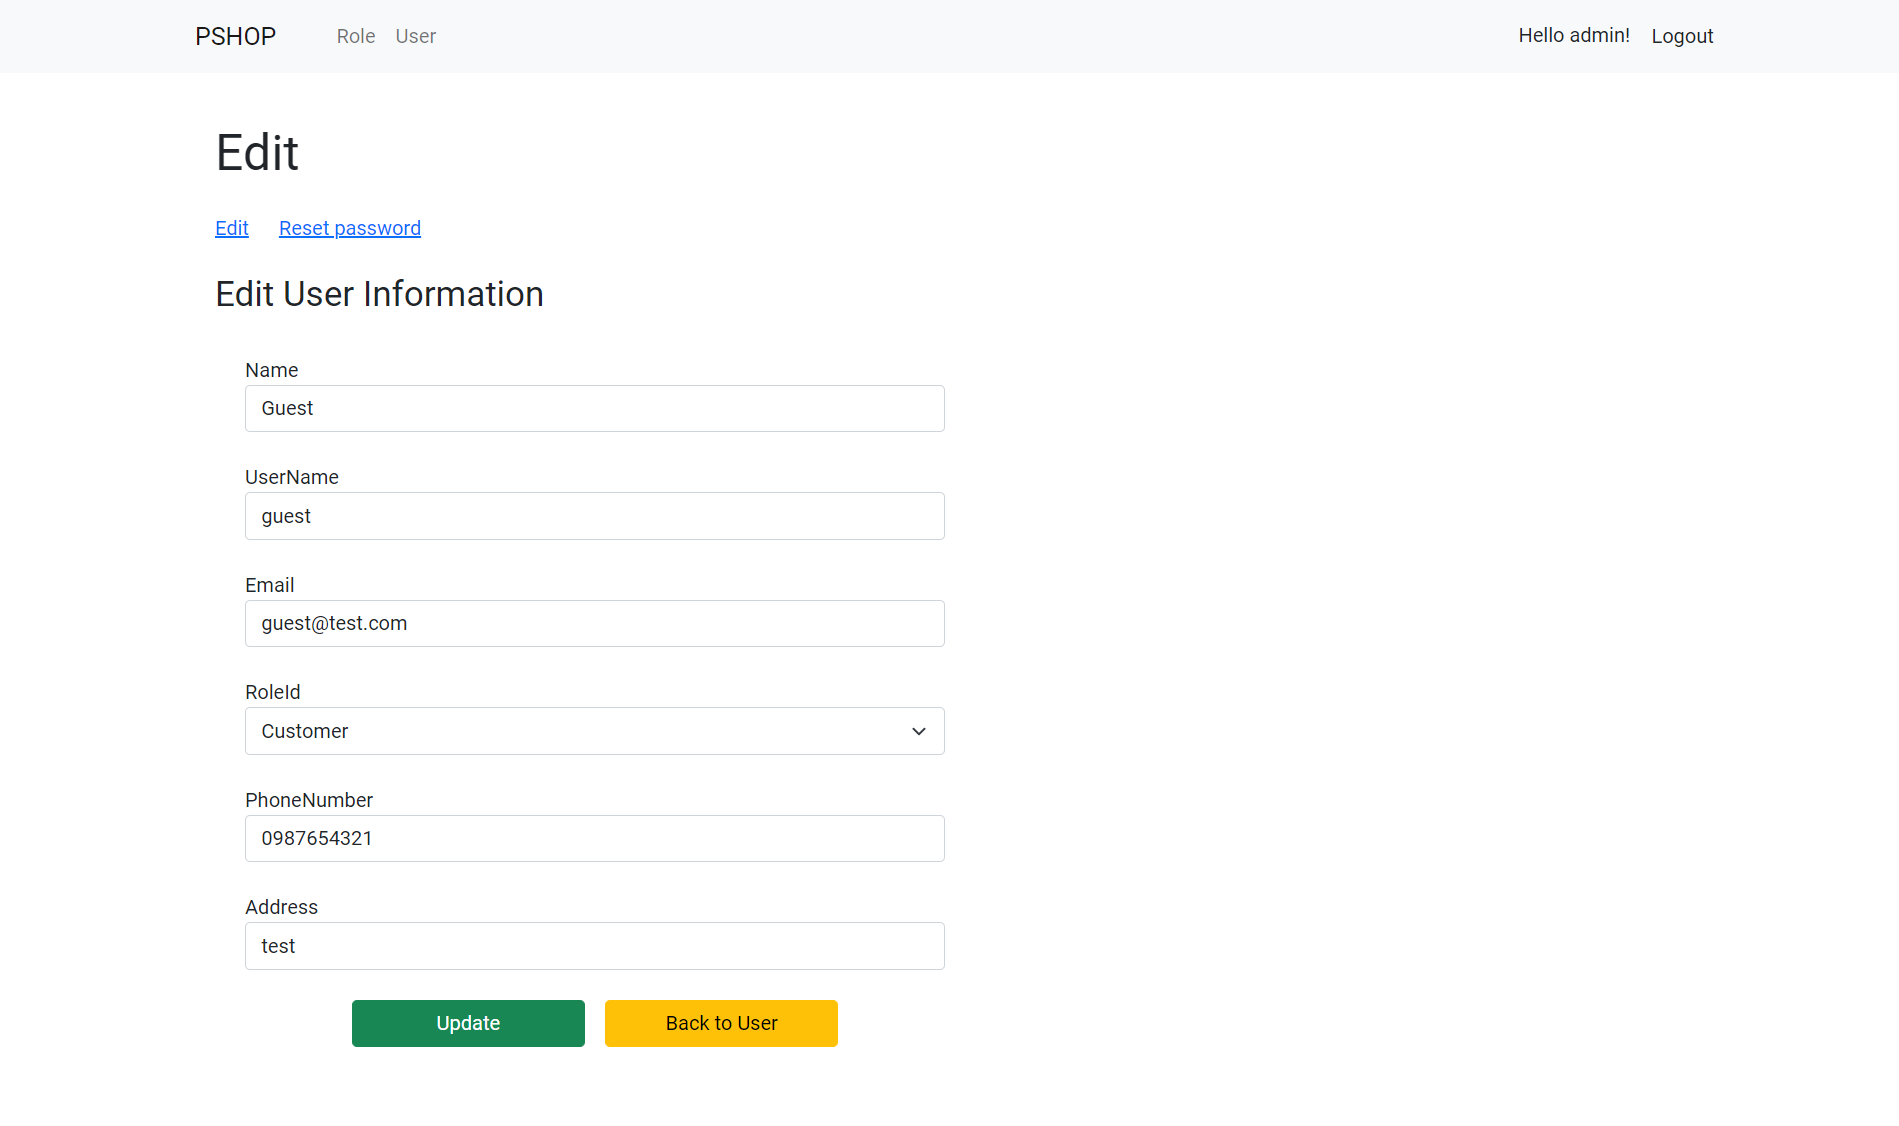 PSHOP Role User Hello admin! Logout
Edit
Edit Reset password
Edit User Information
Name
Guest
UserName
guest
Email
guest@test.com
RoleId
Customer
PhoneNumber
0987654321
Address
test
Update Back to User